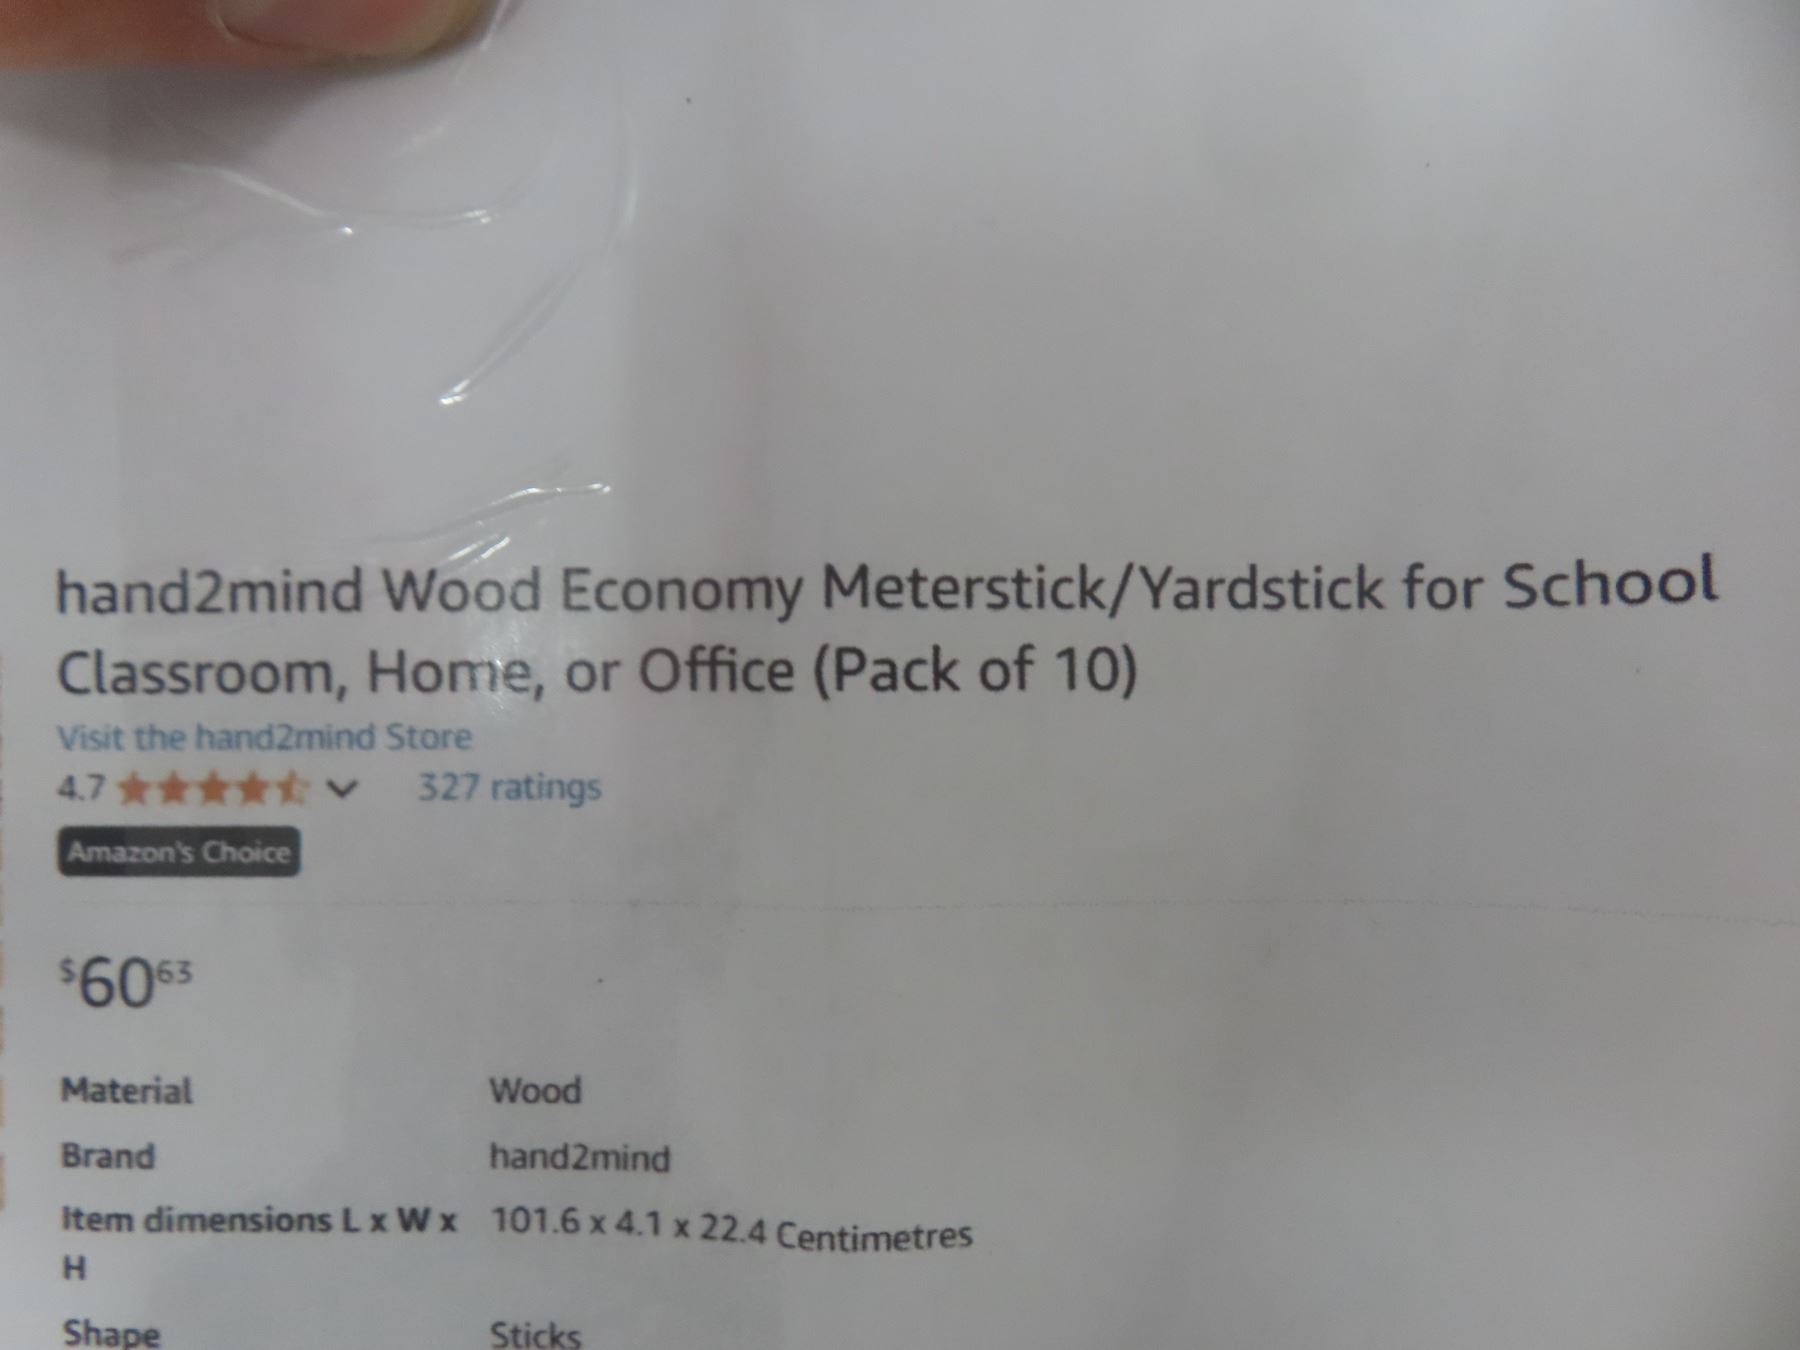 hand2mind Wood Economy Meterstick/Yardstick for School
Classroom, Home, or Office (Pack of 10)
Visit the hand2mind Store
4.7 327 ratings
Amazon's Choice
$60 63
Material Wood
Brand hand2mind
Item dimensions L x W x H 101.6 x 4.1 x 22.4 Centimetres
Shape Sticks